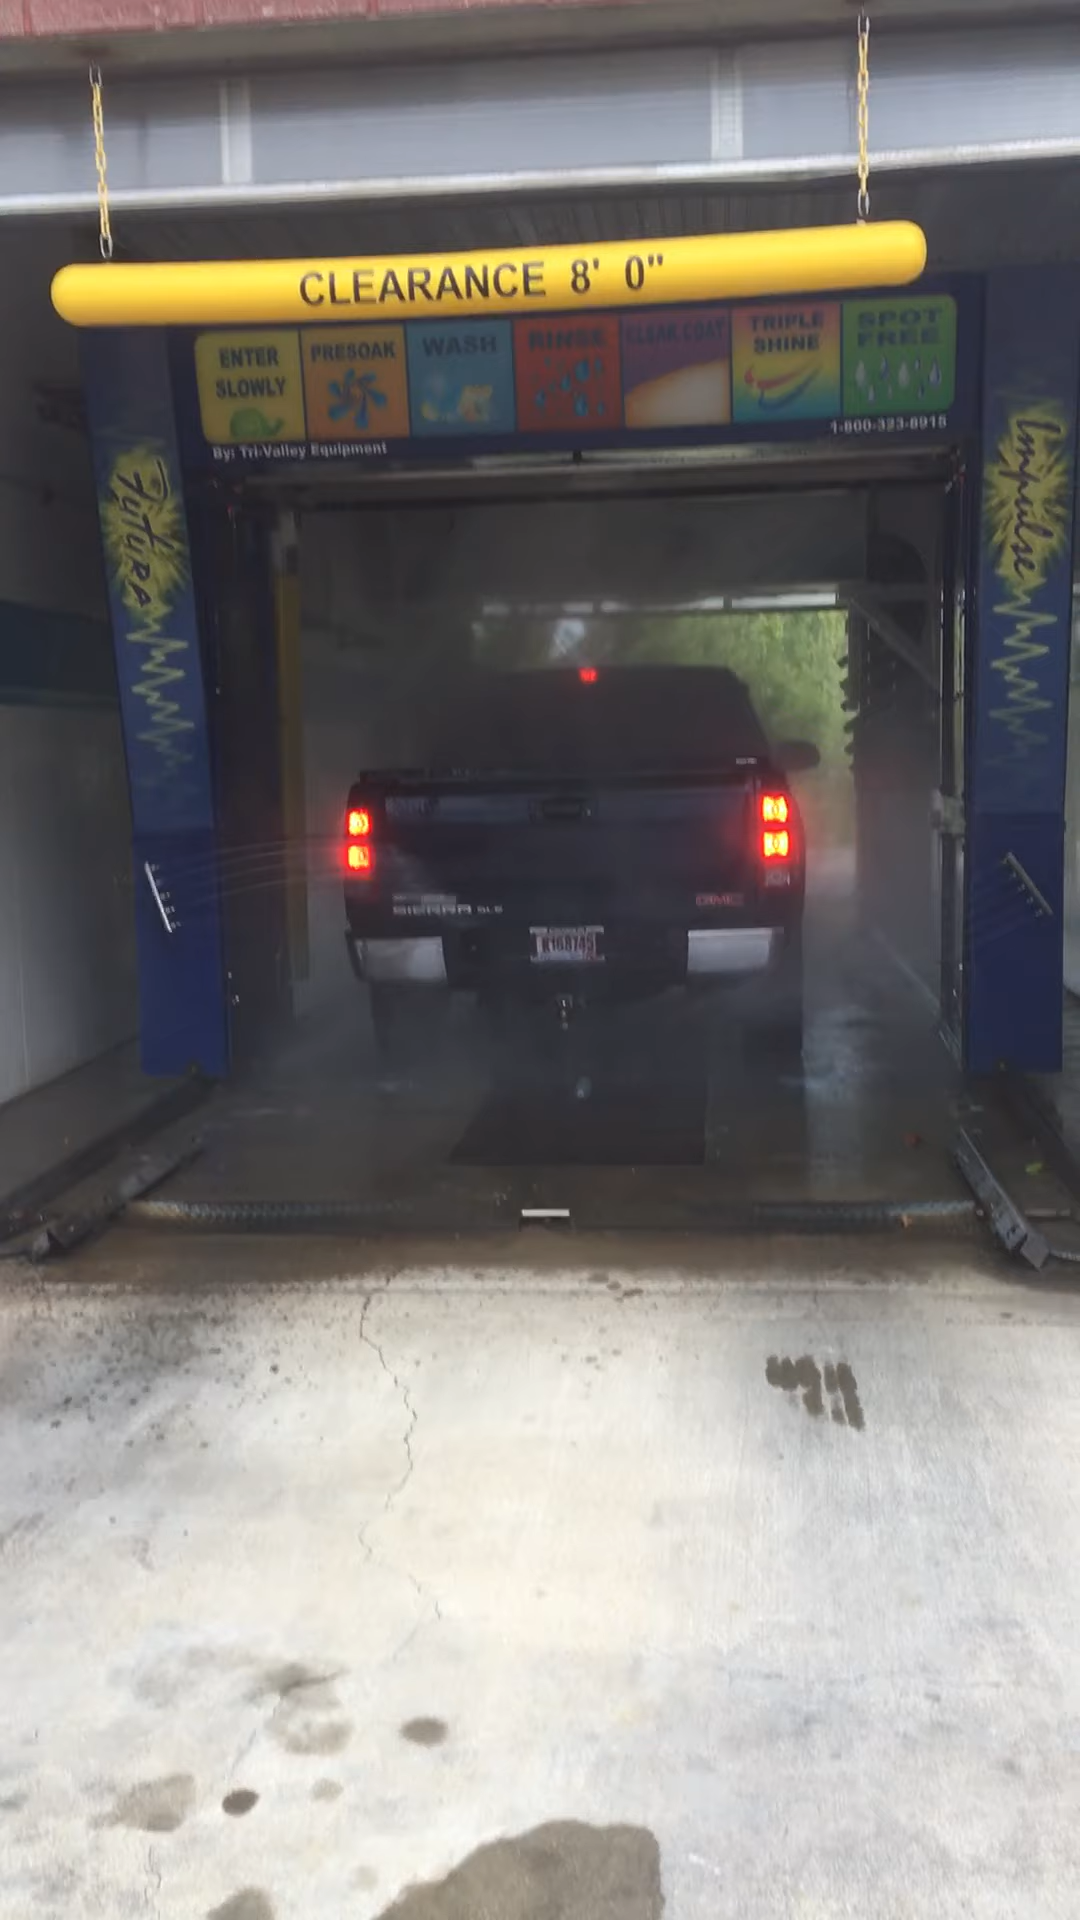 CLEARANCE 8' 0"
ENTER SLOWLY
PRESOAK
WASH
RINSE
CLEAR COAT
TRIPLE SHINE
SPOT FREE
By: Tri-Valley Equipment
1-800-323-8915
Futura
Impulse
SIERRA SLE
GMC